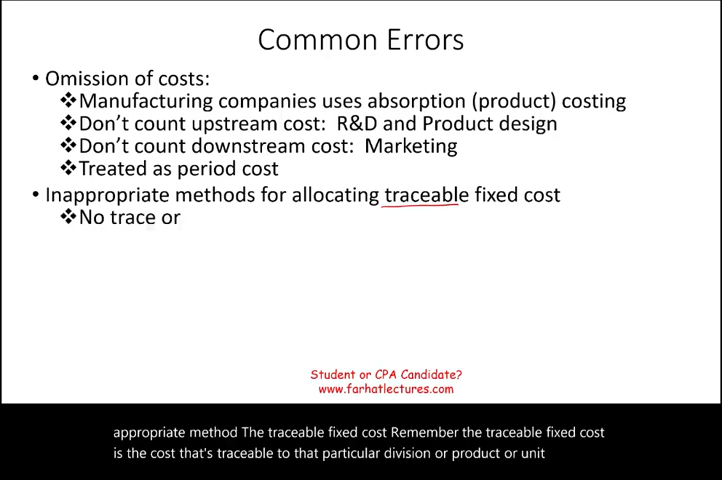 Common Errors
• Omission of costs:
❖Manufacturing companies uses absorption (product) costing
❖Don't count upstream cost: R&D and Product design
❖Don't count downstream cost: Marketing
❖Treated as period cost
• Inappropriate methods for allocating traceable fixed cost
❖No trace or
Student or CPA Candidate?
www.farhatlectures.com
appropriate method The traceable fixed cost Remember the traceable fixed cost
is the cost that's traceable to that particular division or product or unit